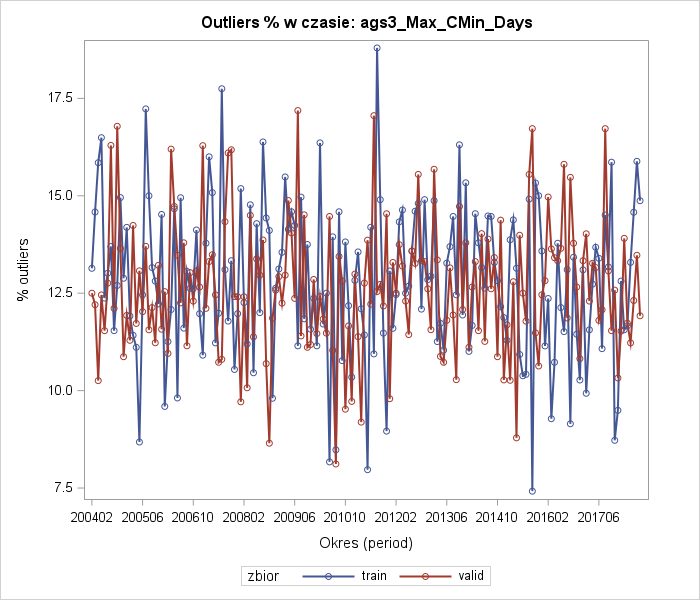 Outliers % w czasie: ags3_Max_CMin_Days
% outliers
17.5
15.0
12.5
10.0
7.5
200402 200506 200610 200802 200906 201010 201202 201306 201410 201602 201706
Okres (period)
zbior train valid